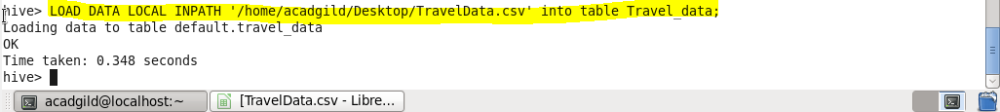 hive> LOAD DATA LOCAL INPATH '/home/acadgild/Desktop/TravelData.csv' into table Travel_data;
Loading data to table default.travel_data
OK
Time taken: 0.348 seconds
hive>
acadgild@localhost:~
[TravelData.csv - Libre...